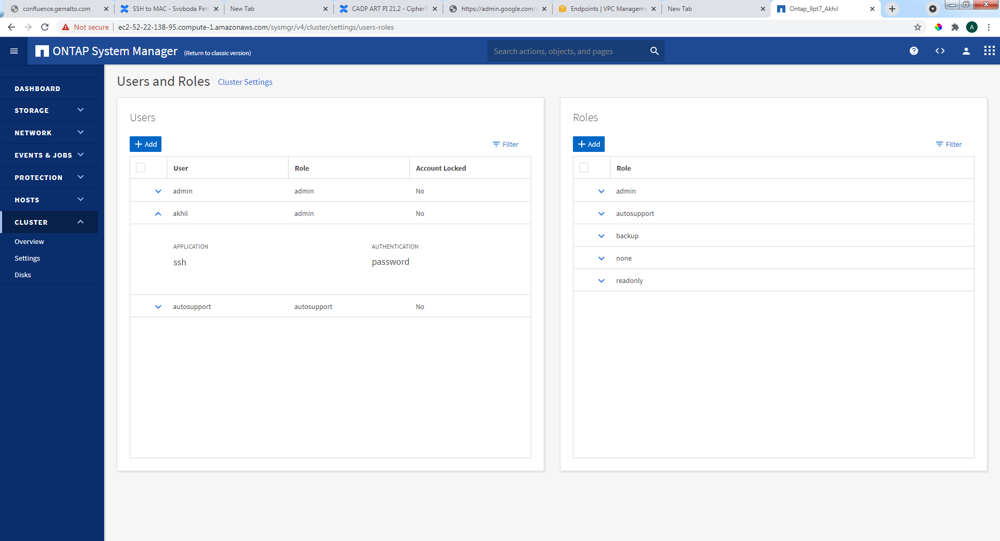 confluence.gemalto.com
SSH to MAC - Svoboda Petr
New Tab
CADP ART PI 21.2 - CipherT
https://admin.google.com/a
Endpoints | VPC Manageme
New Tab
Ontap_9pt7_Akhil
Not secure
ec2-52-22-138-95.compute-1.amazonaws.com/sysmgr/v4/cluster/settings/users-roles
A
ONTAP System Manager
(Return to classic version)
Search actions, objects, and pages
DASHBOARD
STORAGE
NETWORK
EVENTS & JOBS
PROTECTION
HOSTS
CLUSTER
Overview
Settings
Disks
Users and Roles
Cluster Settings
Users
Add
Filter
User Role Account Locked
admin admin No
akhil admin No
APPLICATION AUTHENTICATION
ssh password
autosupport autosupport No
Roles
Add
Filter
Role
admin
autosupport
backup
none
readonly